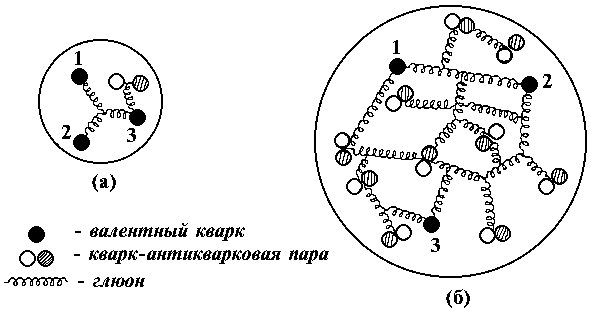 1
2
3
(а)
1
2
3
(б)
- валентный кварк
- кварк-антикварковая пара
- глюон